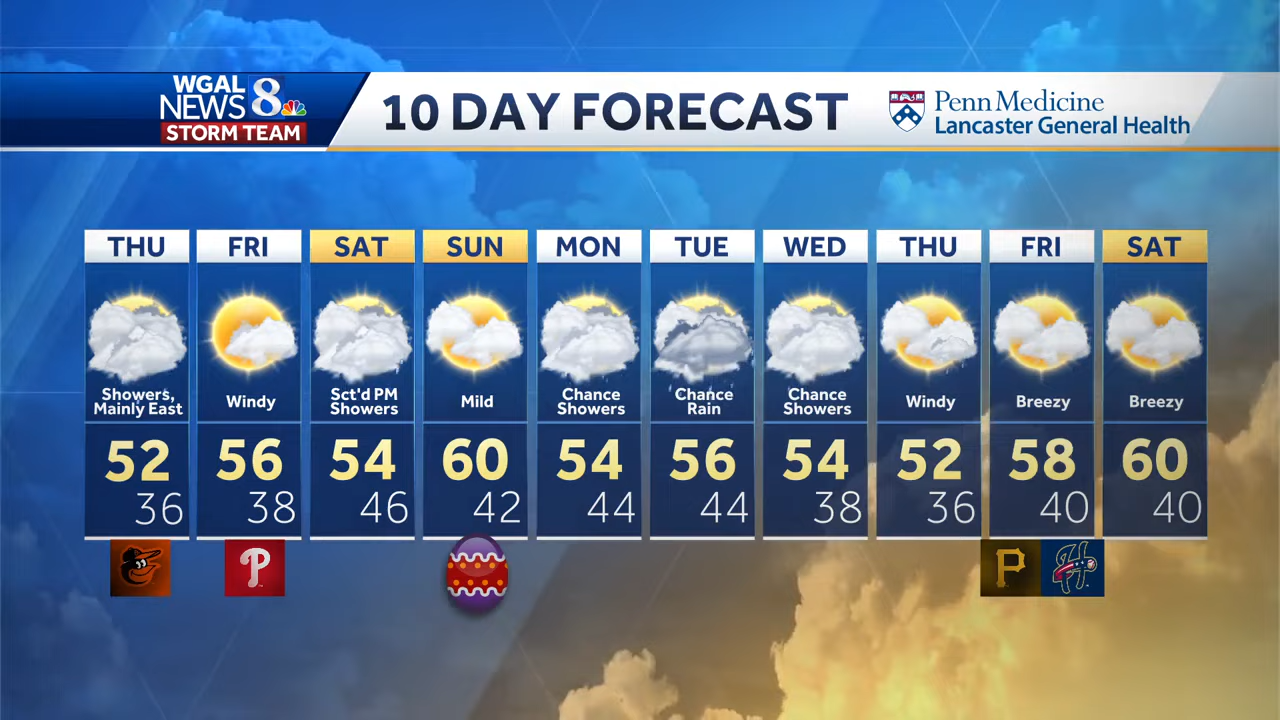 WGAL
NEWS 8
STORM TEAM
10 DAY FORECAST
Penn Medicine
Lancaster General Health
THU
Showers,
Mainly East
52
36
FRI
Windy
56
38
SAT
Sct'd PM
Showers
54
46
SUN
Mild
60
42
MON
Chance
Showers
54
44
TUE
Chance
Rain
56
44
WED
Chance
Showers
54
38
THU
Windy
52
36
FRI
Breezy
58
40
SAT
Breezy
60
40
P
P
H